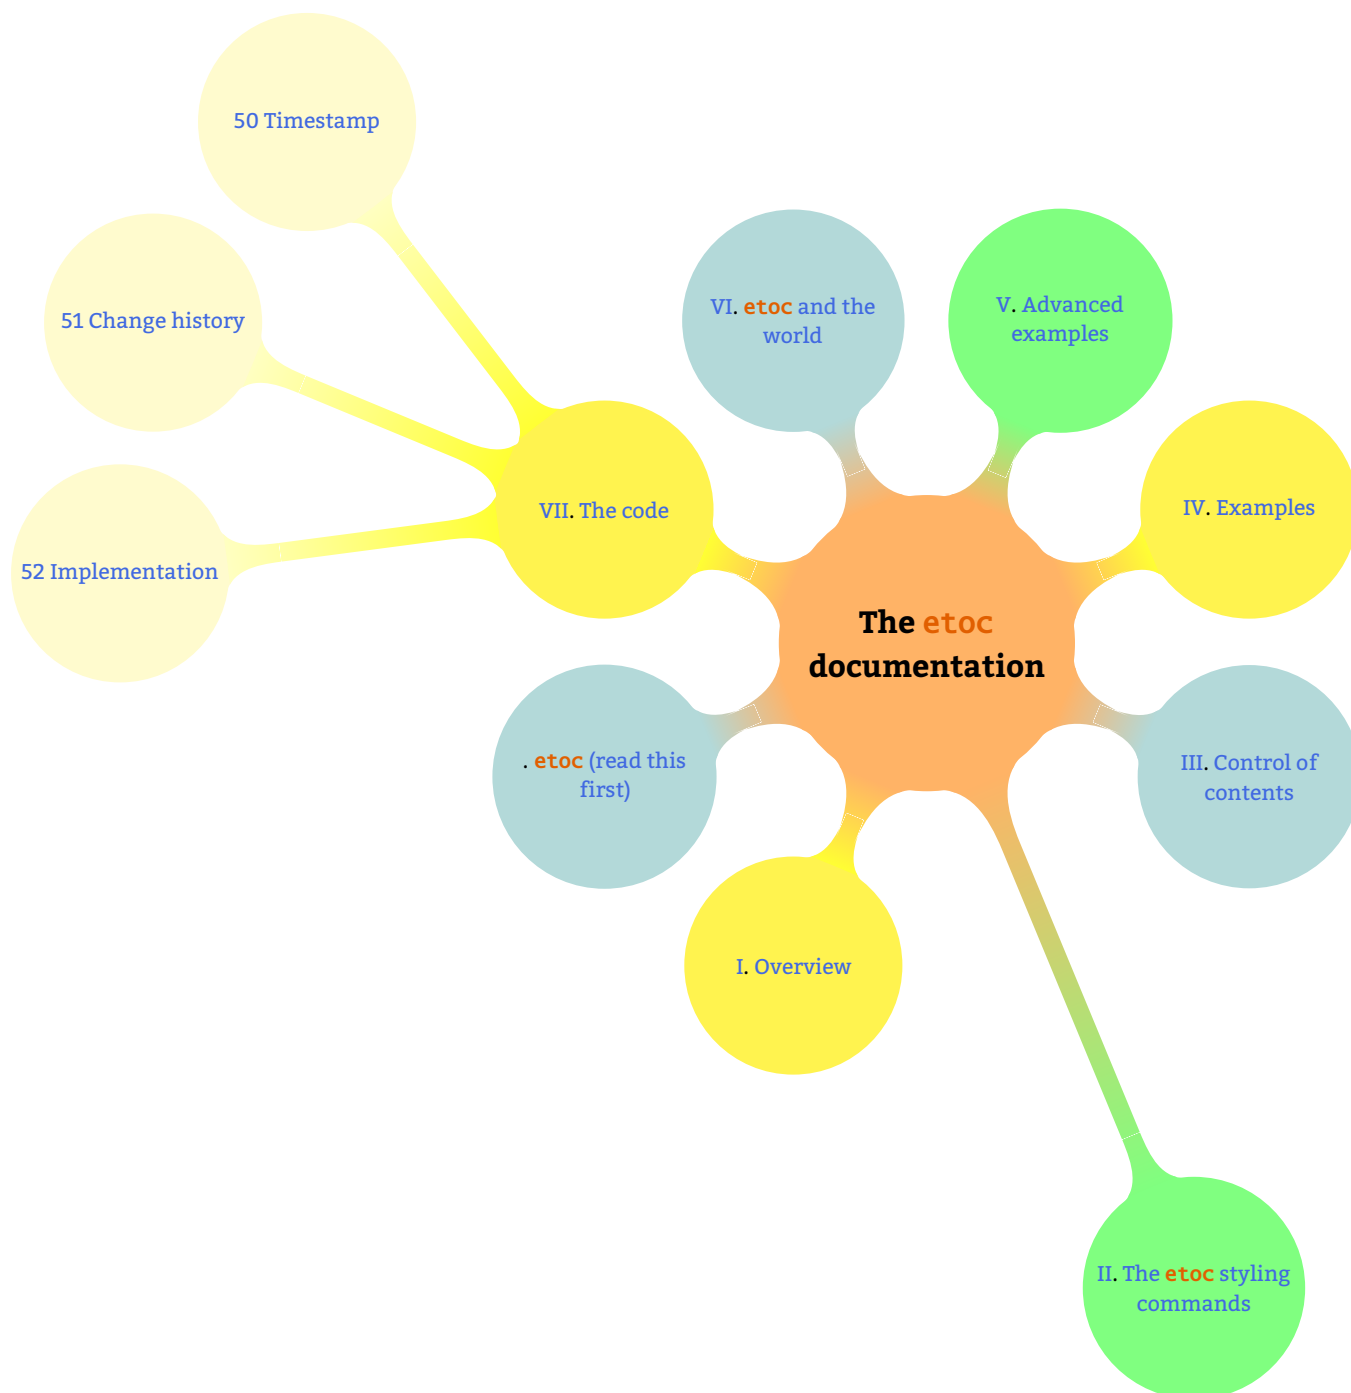 50 Timestamp
51 Change history
52 Implementation
VI. etoc and the
world
V. Advanced
examples
VII. The code
IV. Examples
The etoc
documentation
. etoc (read this
first)
III. Control of
contents
I. Overview
II. The etoc styling
commands